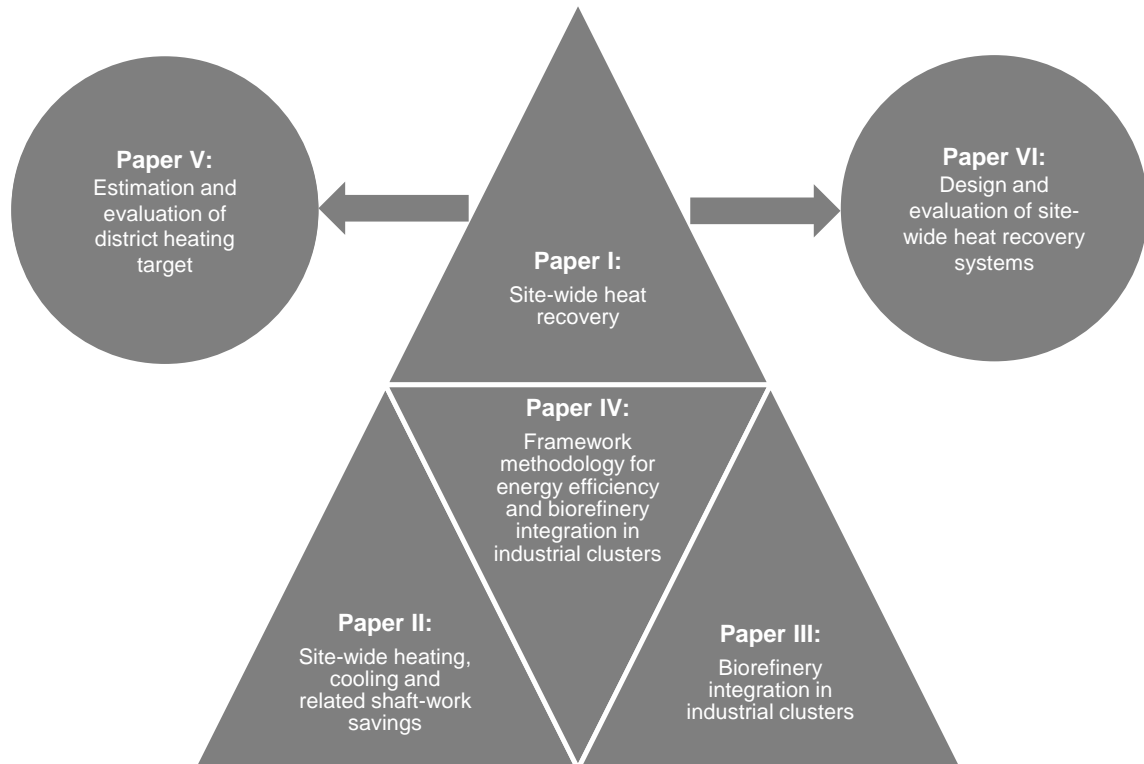 Paper V:
Estimation and
evaluation of
district heating
target
Paper I:
Site-wide heat
recovery
Paper VI:
Design and
evaluation of site-
wide heat recovery
systems
Paper IV:
Framework
methodology for
energy efficiency
and biorefinery
integration in
industrial clusters
Paper II:
Site-wide heating,
cooling and
related shaft-work
savings
Paper III:
Biorefinery
integration in
industrial clusters